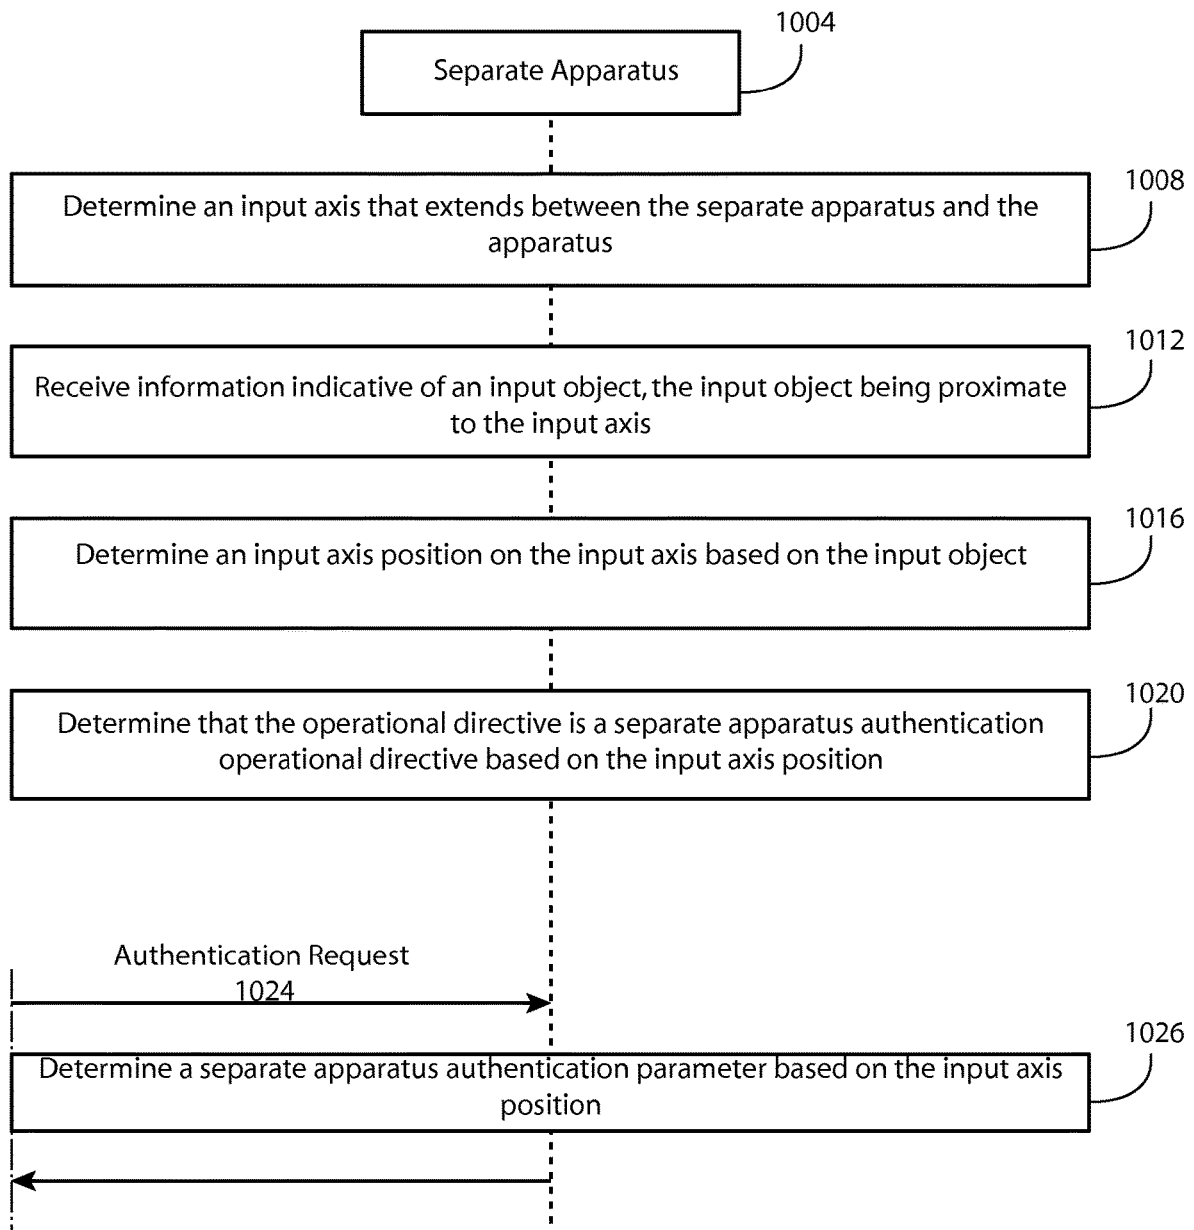 1004
Separate Apparatus
1008
Determine an input axis that extends between the separate apparatus and the
apparatus
1012
Receive information indicative of an input object, the input object being proximate
to the input axis
1016
Determine an input axis position on the input axis based on the input object
1020
Determine that the operational directive is a separate apparatus authentication
operational directive based on the input axis position
Authentication Request
1024
1026
Determine a separate apparatus authentication parameter based on the input axis
position